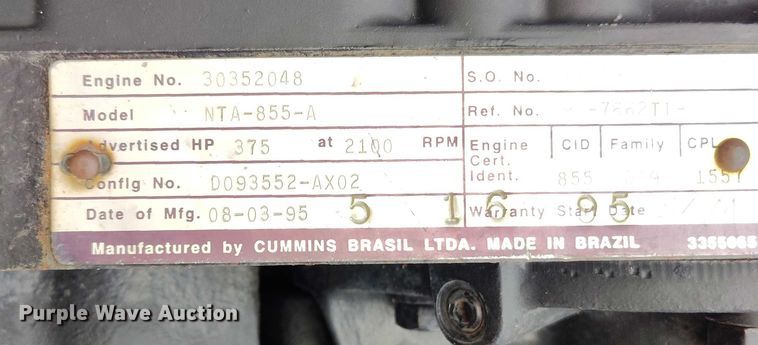 Engine No. 30352048
S.O. No.
Model NTA-855-A
Ref. No.
Advertised HP 375 at 2100 RPM
Engine Cert. Ident.
CID Family CPL
855 1557
Config No. D093552-AX02
Date of Mfg. 08-03-95 5 16 95
Warranty Start Date
Manufactured by CUMMINS BRASIL LTDA. MADE IN BRAZIL 3355065
Purple Wave Auction